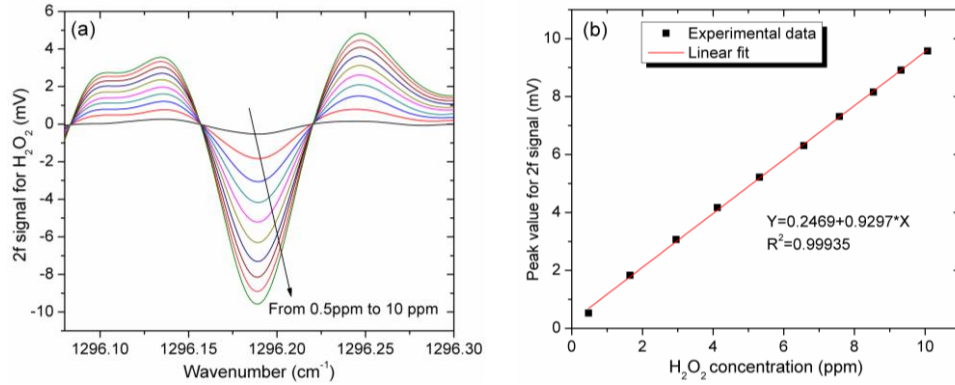 (a)
6
4
2
0
-2
-4
-6
-8
-10
2f signal for H₂O₂ (mV)
From 0.5ppm to 10 ppm
1296.10 1296.15 1296.20 1296.25 1296.30
Wavenumber (cm⁻¹)
(b)
Experimental data
Linear fit
10
8
6
4
2
0
Peak value for 2f signal (mV)
Y=0.2469+0.9297*X
R²=0.99935
0 2 4 6 8 10
H₂O₂ concentration (ppm)